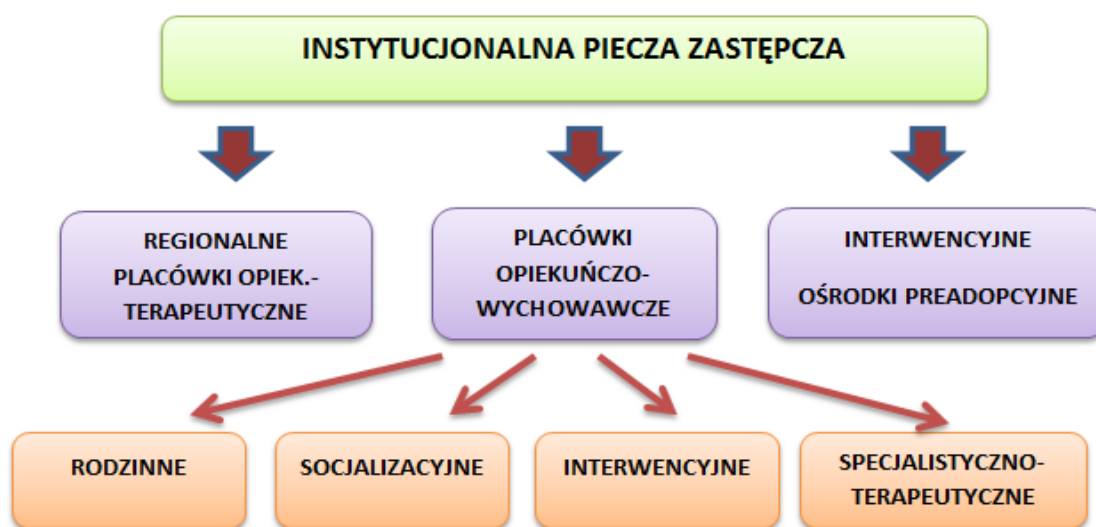 INSTYTUCJONALNA PIECZA ZASTĘPCZA
REGIONALNE
PLACÓWKI OPIEK.-
TERAPEUTYCZNE
PLACÓWKI
OPIEKUŃCZO-
WYCHOWAWCZE
INTERWENCYJNE
OŚRODKI PREADOPCYJNE
RODZINNE
SOCJALIZACYJNE
INTERWENCYJNE
SPECJALISTYCZNO-
TERAPEUTYCZNE